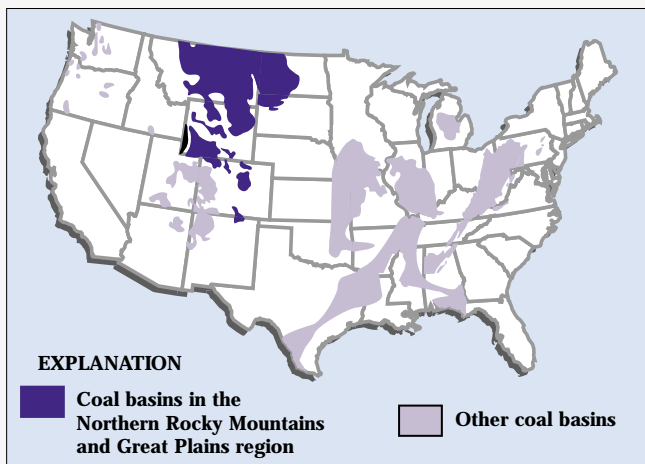 EXPLANATION
Coal basins in the
Northern Rocky Mountains
and Great Plains region
Other coal basins